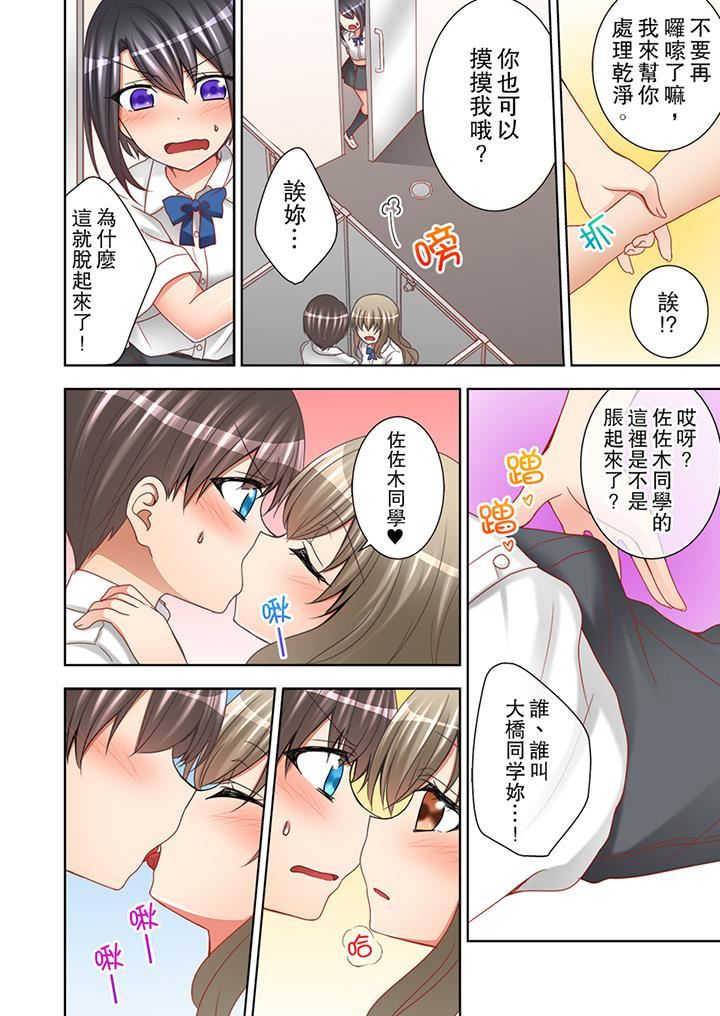 不要再
囉嗦了嘛，
我來幫你
處理乾淨。
抓
誒!?
你也可以
摸摸我哦？
誒妳…
嗙
為什麼
這就脫起來了！
哎呀？
佐佐木同學的
這裡是不是
脹起來了？
蹭
蹭
誰、誰叫
大橋同学妳…！
佐佐木同學♥
啾—
哈
啾—
啾—